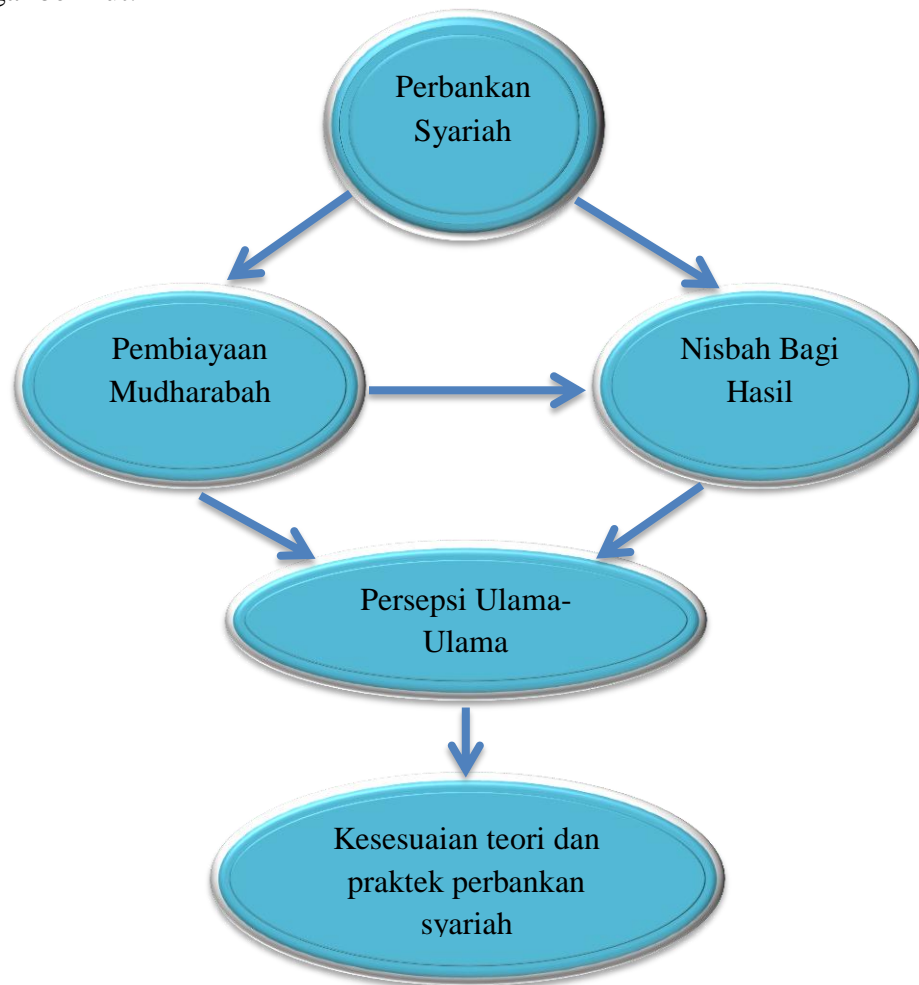 Perbankan
Syariah
Pembiayaan
Mudharabah
Nisbah Bagi
Hasil
Persepsi Ulama-
Ulama
Kesesuaian teori dan
praktek perbankan
syariah